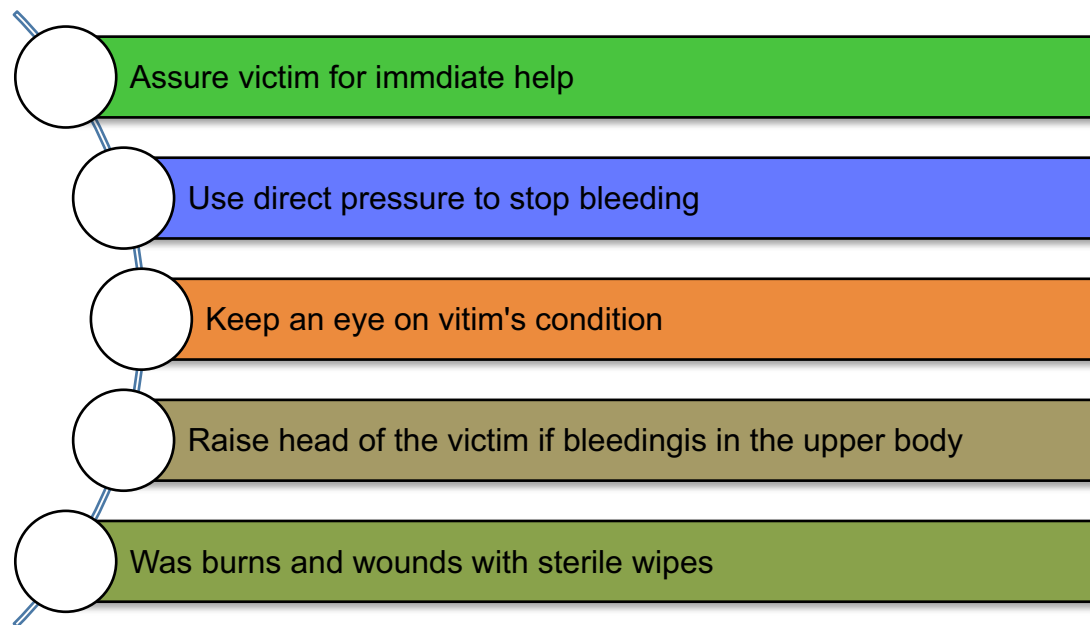 Assure victim for immdiate help
Use direct pressure to stop bleeding
Keep an eye on vitim's condition
Raise head of the victim if bleedingis in the upper body
Was burns and wounds with sterile wipes